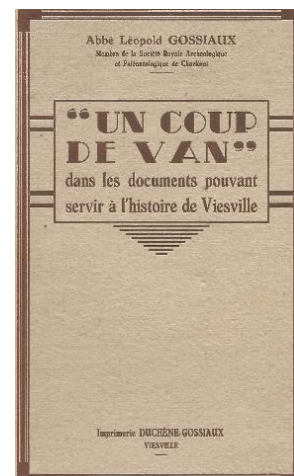 Abbé Léopold GOSSIAUX
Membre de la Société Royale Archéologique
et Paléontologique de Charleroi
“UN COUP
DE VAN”
dans les documents pouvant
servir à l'histoire de Viesville
Imprimerie DUCHÊNE-GOSSIAUX
VIESVILLE